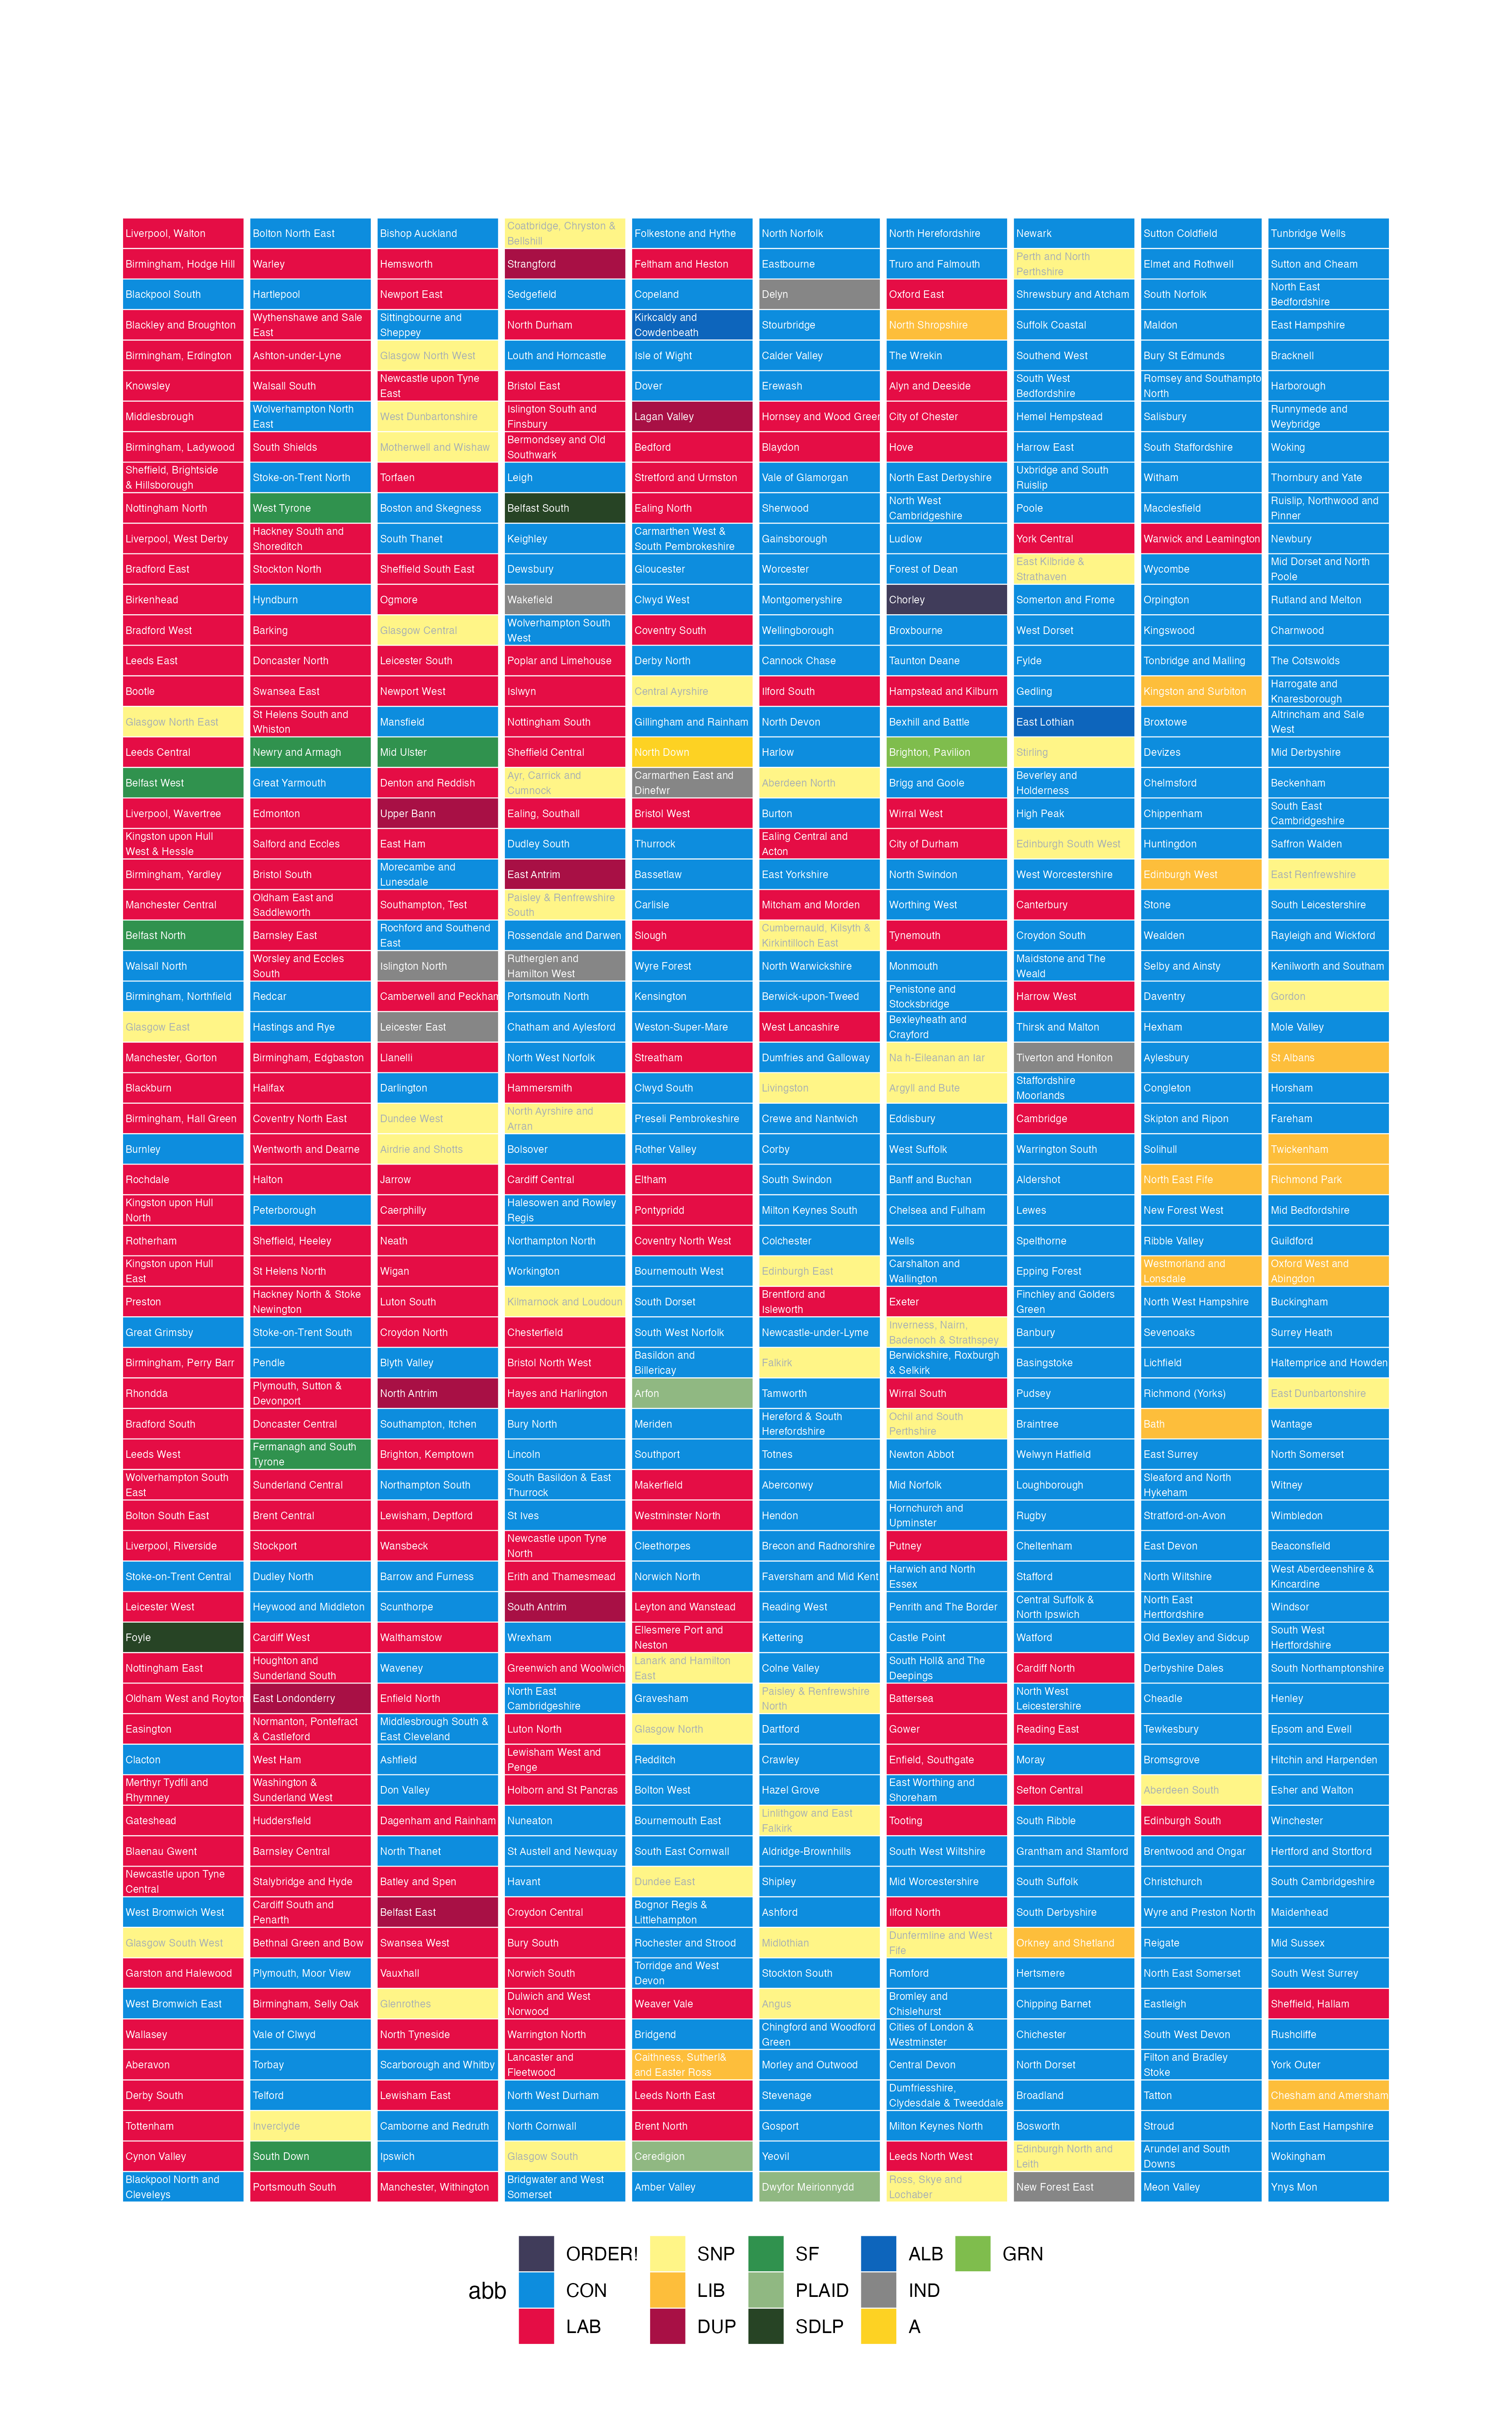 Liverpool, Walton
Birmingham, Hodge Hill
Blackpool South
Blackley and Broughton
Birmingham, Erdington
Knowsley
Middlesbrough
Birmingham, Ladywood
Sheffield, Brightside
& Hillsborough
Nottingham North
Liverpool, West Derby
Bradford East
Birkenhead
Bradford West
Leeds East
Bootle
Glasgow North East
Leeds Central
Belfast West
Liverpool, Wavertree
Kingston upon Hull
West & Hessle
Birmingham, Yardley
Manchester Central
Belfast North
Walsall North
Birmingham, Northfield
Glasgow East
Manchester, Gorton
Blackburn
Birmingham, Hall Green
Burnley
Rochdale
Kingston upon Hull
North
Rotherham
Kingston upon Hull
East
Preston
Great Grimsby
Birmingham, Perry Barr
Rhondda
Bradford South
Leeds West
Wolverhampton South
East
Bolton South East
Liverpool, Riverside
Stoke-on-Trent Central
Leicester West
Foyle
Nottingham East
Oldham West and Royton
Easington
Clacton
Merthyr Tydfil and
Rhymney
Gateshead
Blaenau Gwent
Newcastle upon Tyne
Central
West Bromwich West
Glasgow South West
Garston and Halewood
West Bromwich East
Wallasey
Aberavon
Derby South
Tottenham
Cynon Valley
Blackpool North and
Cleveleys
Bolton North East
Warley
Hartlepool
Wythenshawe and Sale
East
Ashton-under-Lyne
Walsall South
Wolverhampton North
East
South Shields
Stoke-on-Trent North
West Tyrone
Hackney South and
Shoreditch
Stockton North
Hyndburn
Barking
Doncaster North
Swansea East
St Helens South and
Whiston
Newry and Armagh
Great Yarmouth
Edmonton
Salford and Eccles
Bristol South
Oldham East and
Saddleworth
Barnsley East
Worsley and Eccles
South
Redcar
Hastings and Rye
Birmingham, Edgbaston
Halifax
Coventry North East
Wentworth and Dearne
Halton
Peterborough
Sheffield, Heeley
St Helens North
Hackney North & Stoke
Newington
Stoke-on-Trent South
Pendle
Plymouth, Sutton &
Devonport
Doncaster Central
Fermanagh and South
Tyrone
Sunderland Central
Brent Central
Stockport
Dudley North
Heywood and Middleton
Cardiff West
Houghton and
Sunderland South
East Londonderry
Normanton, Pontefract
& Castleford
West Ham
Washington &
Sunderland West
Huddersfield
Barnsley Central
Stalybridge and Hyde
Cardiff South and
Penarth
Bethnal Green and Bow
Plymouth, Moor View
Birmingham, Selly Oak
Vale of Clwyd
Torbay
Telford
Inverclyde
South Down
Portsmouth South
Bishop Auckland
Hemsworth
Newport East
Sittingbourne and
Sheppey
Glasgow North West
Newcastle upon Tyne
East
West Dunbartonshire
Motherwell and Wishaw
Torfaen
Boston and Skegness
South Thanet
Sheffield South East
Ogmore
Glasgow Central
Leicester South
Newport West
Mansfield
Mid Ulster
Denton and Reddish
Upper Bann
East Ham
Morecambe and
Lunesdale
Southampton, Test
Rochford and Southend
East
Islington North
Camberwell and Peckham
Leicester East
Llanelli
Darlington
Dundee West
Airdrie and Shotts
Jarrow
Caerphilly
Neath
Wigan
Luton South
Croydon North
Blyth Valley
North Antrim
Southampton, Itchen
Brighton, Kemptown
Northampton South
Lewisham, Deptford
Wansbeck
Barrow and Furness
Scunthorpe
Walthamstow
Waveney
Enfield North
Middlesbrough South &
East Cleveland
Ashfield
Don Valley
Dagenham and Rainham
North Thanet
Batley and Spen
Belfast East
Swansea West
Vauxhall
Glenrothes
North Tyneside
Scarborough and Whitby
Lewisham East
Camborne and Redruth
Ipswich
Manchester, Withington
Coatbridge, Chryston &
Bellshill
Strangford
Sedgefield
North Durham
Louth and Horncastle
Bristol East
Islington South and
Finsbury
Bermondsey and Old
Southwark
Leigh
Belfast South
Keighley
Dewsbury
Wakefield
Wolverhampton South
West
Poplar and Limehouse
Islwyn
Nottingham South
Sheffield Central
Ayr, Carrick and
Cumnock
Ealing, Southall
Dudley South
East Antrim
Paisley & Renfrewshire
South
Rossendale and Darwen
Rutherglen and
Hamilton West
Portsmouth North
Chatham and Aylesford
North West Norfolk
Hammersmith
North Ayrshire and
Arran
Bolsover
Cardiff Central
Halesowen and Rowley
Regis
Northampton North
Workington
Kilmarnock and Loudoun
Chesterfield
Bristol North West
Hayes and Harlington
Bury North
Lincoln
South Basildon & East
Thurrock
St Ives
Newcastle upon Tyne
North
Erith and Thamesmead
South Antrim
Wrexham
Greenwich and Woolwich
North East
Cambridgeshire
Luton North
Lewisham West and
Penge
Holborn and St Pancras
Nuneaton
St Austell and Newquay
Havant
Croydon Central
Bury South
Norwich South
Dulwich and West
Norwood
Warrington North
Lancaster and
Fleetwood
North West Durham
North Cornwall
Glasgow South
Bridgwater and West
Somerset
Folkestone and Hythe
Feltham and Heston
Copeland
Kirkcaldy and
Cowdenbeath
Isle of Wight
Dover
Lagan Valley
Bedford
Stretford and Urmston
Ealing North
Carmarthen West &
South Pembrokeshire
Gloucester
Clwyd West
Coventry South
Derby North
Central Ayrshire
Gillingham and Rainham
North Down
Carmarthen East and
Dinefwr
Bristol West
Thurrock
Bassetlaw
Carlisle
Slough
Wyre Forest
Kensington
Weston-Super-Mare
Streatham
Clwyd South
Preseli Pembrokeshire
Rother Valley
Eltham
Pontypridd
Coventry North West
Bournemouth West
South Dorset
South West Norfolk
Basildon and
Billericay
Arfon
Meriden
Southport
Makerfield
Westminster North
Cleethorpes
Norwich North
Leyton and Wanstead
Ellesmere Port and
Neston
Lanark and Hamilton
East
Gravesham
Glasgow North
Redditch
Bolton West
Bournemouth East
South East Cornwall
Dundee East
Bognor Regis &
Littlehampton
Rochester and Strood
Torridge and West
Devon
Weaver Vale
Bridgend
Caithness, Sutherl&
and Easter Ross
Leeds North East
Brent North
Ceredigion
Amber Valley
North Norfolk
Eastbourne
Delyn
Stourbridge
Calder Valley
Erewash
Hornsey and Wood Green
Blaydon
Vale of Glamorgan
Sherwood
Gainsborough
Worcester
Montgomeryshire
Wellingborough
Cannock Chase
Ilford South
North Devon
Harlow
Aberdeen North
Burton
Ealing Central and
Acton
East Yorkshire
Mitcham and Morden
Cumbernauld, Kilsyth &
Kirkintilloch East
North Warwickshire
Berwick-upon-Tweed
West Lancashire
Dumfries and Galloway
Livingston
Crewe and Nantwich
Corby
South Swindon
Milton Keynes South
Colchester
Edinburgh East
Brentford and
Isleworth
Newcastle-under-Lyme
Falkirk
Tamworth
Hereford & South
Herefordshire
Totnes
Aberconwy
Hendon
Brecon and Radnorshire
Faversham and Mid Kent
Reading West
Kettering
Colne Valley
Paisley & Renfrewshire
North
Dartford
Crawley
Hazel Grove
Linlithgow and East
Falkirk
Aldridge-Brownhills
Shipley
Ashford
Midlothian
Stockton South
Angus
Chingford and Woodford
Green
Morley and Outwood
Stevenage
Gosport
Yeovil
Dwyfor Meirionnydd
North Herefordshire
Truro and Falmouth
Oxford East
North Shropshire
The Wrekin
Alyn and Deeside
City of Chester
Hove
North East Derbyshire
North West
Cambridgeshire
Ludlow
Forest of Dean
Chorley
Broxbourne
Taunton Deane
Hampstead and Kilburn
Bexhill and Battle
Brighton, Pavilion
Brigg and Goole
Wirral West
City of Durham
North Swindon
Worthing West
Tynemouth
Monmouth
Penistone and
Stocksbridge
Bexleyheath and
Crayford
Na h-Eileanan an Iar
Argyll and Bute
Eddisbury
West Suffolk
Banff and Buchan
Chelsea and Fulham
Wells
Carshalton and
Wallington
Exeter
Inverness, Nairn,
Badenoch & Strathspey
Berwickshire, Roxburgh
& Selkirk
Wirral South
Ochil and South
Perthshire
Newton Abbot
Mid Norfolk
Hornchurch and
Upminster
Putney
Harwich and North
Essex
Penrith and The Border
Castle Point
South Holl& and The
Deepings
Battersea
Gower
Enfield, Southgate
East Worthing and
Shoreham
Tooting
South West Wiltshire
Mid Worcestershire
Ilford North
Dunfermline and West
Fife
Romford
Bromley and
Chislehurst
Cities of London &
Westminster
Central Devon
Dumfriesshire,
Clydesdale & Tweeddale
Milton Keynes North
Leeds North West
Ross, Skye and
Lochaber
Newark
Perth and North
Perthshire
Shrewsbury and Atcham
Suffolk Coastal
Southend West
South West
Bedfordshire
Hemel Hempstead
Harrow East
Uxbridge and South
Ruislip
Poole
York Central
East Kilbride &
Strathaven
Somerton and Frome
West Dorset
Fylde
Gedling
East Lothian
Stirling
Beverley and
Holderness
High Peak
Edinburgh South West
West Worcestershire
Canterbury
Croydon South
Maidstone and The
Weald
Harrow West
Thirsk and Malton
Tiverton and Honiton
Staffordshire
Moorlands
Cambridge
Warrington South
Aldershot
Lewes
Spelthorne
Epping Forest
Finchley and Golders
Green
Banbury
Basingstoke
Pudsey
Braintree
Welwyn Hatfield
Loughborough
Rugby
Cheltenham
Stafford
Central Suffolk &
North Ipswich
Watford
Cardiff North
North West
Leicestershire
Reading East
Moray
Sefton Central
South Ribble
Grantham and Stamford
South Suffolk
South Derbyshire
Orkney and Shetland
Hertsmere
Chipping Barnet
Chichester
North Dorset
Broadland
Bosworth
Edinburgh North and
Leith
New Forest East
Sutton Coldfield
Elmet and Rothwell
South Norfolk
Maldon
Bury St Edmunds
Romsey and Southampto
North
Salisbury
South Staffordshire
Witham
Macclesfield
Warwick and Leamington
Wycombe
Orpington
Kingswood
Tonbridge and Malling
Kingston and Surbiton
Broxtowe
Devizes
Chelmsford
Chippenham
Huntingdon
Edinburgh West
Stone
Wealden
Selby and Ainsty
Daventry
Hexham
Aylesbury
Congleton
Skipton and Ripon
Solihull
North East Fife
New Forest West
Ribble Valley
Westmorland and
Lonsdale
North West Hampshire
Sevenoaks
Lichfield
Richmond (Yorks)
Bath
East Surrey
Sleaford and North
Hykeham
Stratford-on-Avon
East Devon
North Wiltshire
North East
Hertfordshire
Old Bexley and Sidcup
Derbyshire Dales
Cheadle
Tewkesbury
Bromsgrove
Aberdeen South
Edinburgh South
Brentwood and Ongar
Christchurch
Wyre and Preston North
Reigate
North East Somerset
Eastleigh
South West Devon
Filton and Bradley
Stoke
Tatton
Stroud
Arundel and South
Downs
Meon Valley
Tunbridge Wells
Sutton and Cheam
North East
Bedfordshire
East Hampshire
Bracknell
Harborough
Runnymede and
Weybridge
Woking
Thornbury and Yate
Ruislip, Northwood and
Pinner
Newbury
Mid Dorset and North
Poole
Rutland and Melton
Charnwood
The Cotswolds
Harrogate and
Knaresborough
Altrincham and Sale
West
Mid Derbyshire
Beckenham
South East
Cambridgeshire
Saffron Walden
East Renfrewshire
South Leicestershire
Rayleigh and Wickford
Kenilworth and Southam
Gordon
Mole Valley
St Albans
Horsham
Fareham
Twickenham
Richmond Park
Mid Bedfordshire
Guildford
Oxford West and
Abingdon
Buckingham
Surrey Heath
Haltemprice and Howden
East Dunbartonshire
Wantage
North Somerset
Witney
Wimbledon
Beaconsfield
West Aberdeenshire &
Kincardine
Windsor
South West
Hertfordshire
South Northamptonshire
Henley
Epsom and Ewell
Hitchin and Harpenden
Esher and Walton
Winchester
Hertford and Stortford
South Cambridgeshire
Maidenhead
Mid Sussex
South West Surrey
Sheffield, Hallam
Rushcliffe
York Outer
Chesham and Amersham
North East Hampshire
Wokingham
Ynys Mon
abb
ORDER!
CON
LAB
SNP
LIB
DUP
SF
PLAID
SDLP
ALB
IND
A
GRN